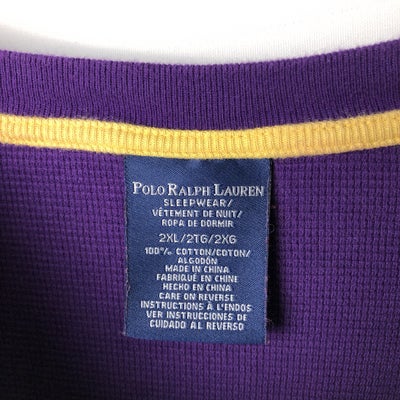 POLO RALPH LAUREN
SLEEPWEAR/
VÊTEMENT DE NUIT/
ROPA DE DORMIR
2XL/2TG/2XG
100% COTTON/COTON/
ALGODÓN
MADE IN CHINA
FABRIQUÉ EN CHINE
HECHO EN CHINA
CARE ON REVERSE
INSTRUCTIONS À L'ENDOS
VER INSTRUCCIONES DE
CUIDADO AL REVERSO